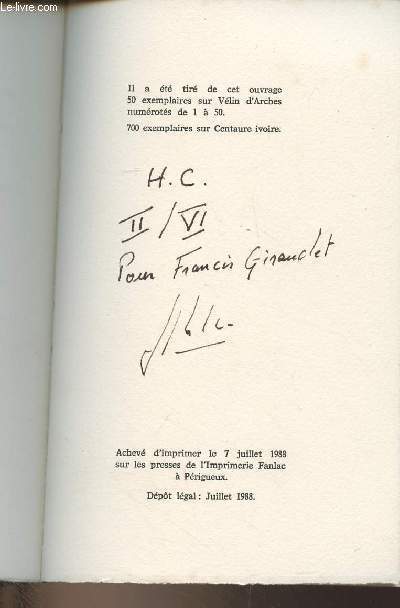 Le-livre.com
Il a été tiré de cet ouvrage
50 exemplaires sur Vélin d'Arches
numérotés de 1 à 50.
700 exemplaires sur Centaure ivoire.
H.C.
II / VI
Pour Francis Giraudet
Achevé d'imprimer le 7 juillet 1988
sur les presses de l'Imprimerie Fanlac
à Périgueux.
Dépôt légal : Juillet 1988.